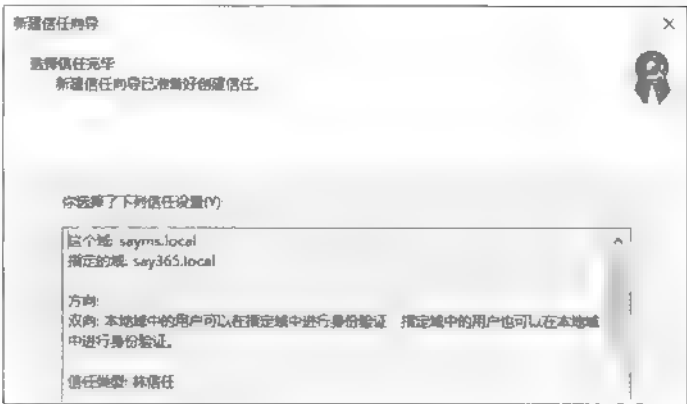 新建信任向导
选择信任完毕
新建信任向导已准备好创建信任。
你选择了下列信任设置(Y):
这个域: sayms.local
指定的域: say365.local
方向:
双向: 本地域中的用户可以在指定域中进行身份验证 指定域中的用户也可以在本地域
中进行身份验证。
信任类型: 林信任